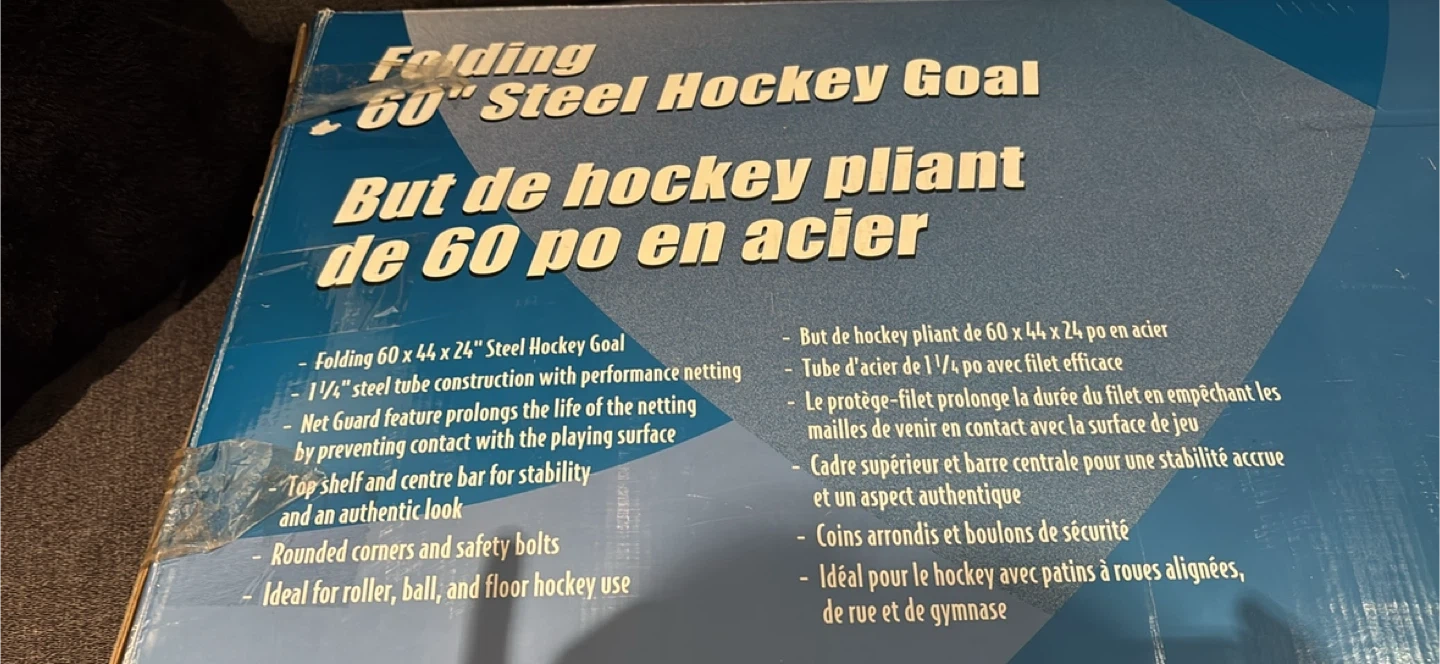 Folding
60" Steel Hockey Goal
But de hockey pliant
de 60 po en acier
- Folding 60 x 44 x 24" Steel Hockey Goal
- 1 1/4" steel tube construction with performance netting
- Net Guard feature prolongs the life of the netting
by preventing contact with the playing surface
- Top shelf and centre bar for stability
and an authentic look
- Rounded corners and safety bolts
- Ideal for roller, ball, and floor hockey use
- But de hockey pliant de 60 x 44 x 24 po en acier
- Tube d'acier de 1 1/4 po avec filet efficace
- Le protège-filet prolonge la durée du filet en empêchant les
mailles de venir en contact avec la surface de jeu
- Cadre supérieur et barre centrale pour une stabilité accrue
et un aspect authentique
- Coins arrondis et boulons de sécurité
- Idéal pour le hockey avec patins à roues alignées,
de rue et de gymnase